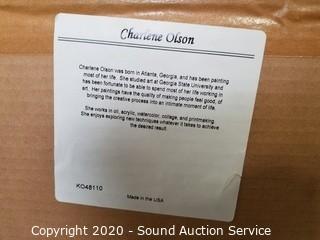 Charlene Olson
Charlene Olson was born in Atlanta, Georgia, and has been painting
most of her life. She studied art at Georgia State University and
has been fortunate to be able to spend most of her life working in
art. Her paintings have the quality of making people feel good, of
bringing the creative process into an intimate moment of life.
She works in oil, acrylic, watercolor, collage, and printmaking.
She enjoys exploring new techniques whatever it takes to achieve
the desired result.
KO48110
Made in the USA
Copyright 2020 - Sound Auction Service